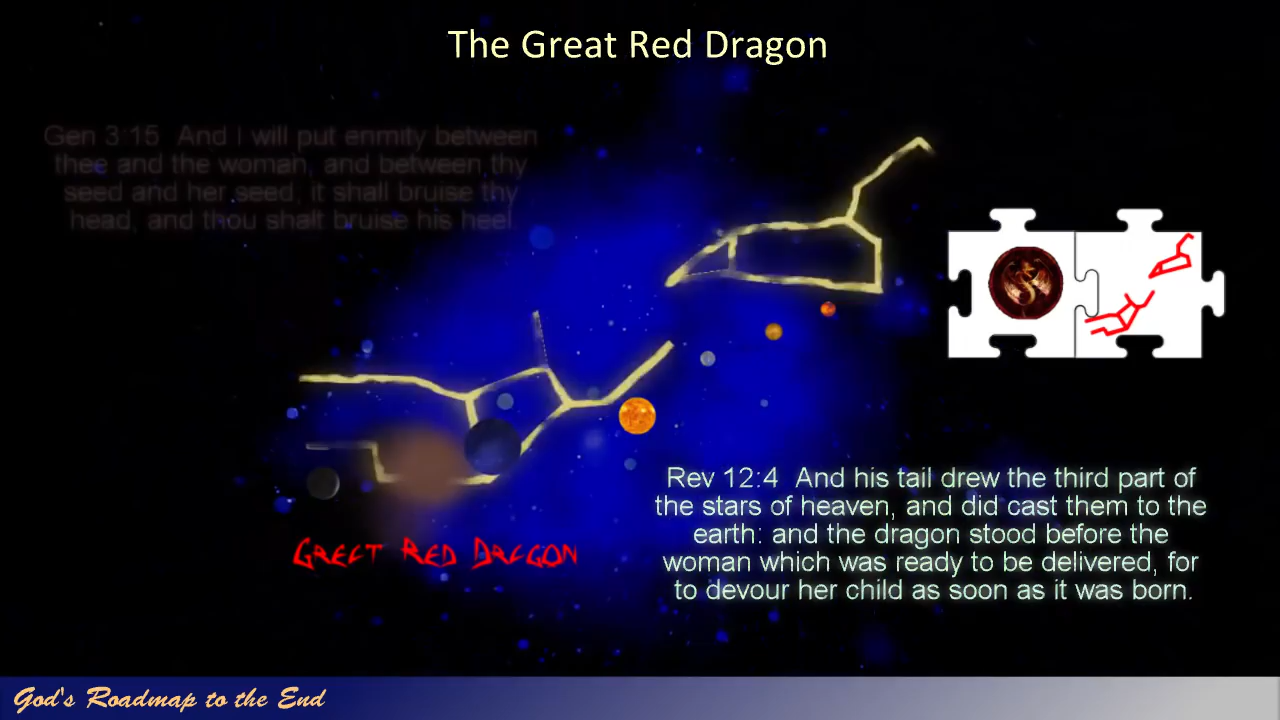 The Great Red Dragon
Gen 3:15 And I will put enmity between
thee and the woman, and between thy
seed and her seed; it shall bruise thy
head, and thou shalt bruise his heel.
Rev 12:4 And his tail drew the third part of
the stars of heaven, and did cast them to the
earth: and the dragon stood before the
woman which was ready to be delivered, for
to devour her child as soon as it was born.
Great Red Dragon
God's Roadmap to the End